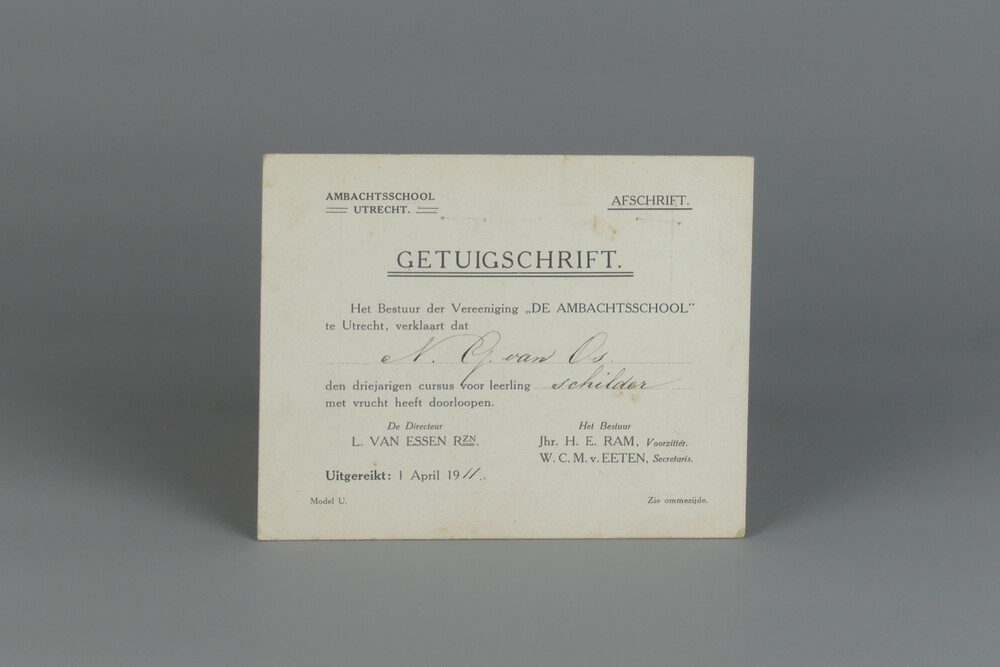 AMBACHTSSCHOOL
UTRECHT.
AFSCHRIFT.
GETUIGSCHRIFT.
Het Bestuur der Vereeniging „DE AMBACHTSSCHOOL”
te Utrecht, verklaart dat
N. G. van Os
den driejarigen cursus voor leerling schilder
met vrucht heeft doorloopen.
De Directeur
L. VAN ESSEN RZN.
Het Bestuur
Jhr. H. E. RAM, Voorzitter.
W. C. M. v. EETEN, Secretaris.
Uitgereikt: 1 April 1911.
Model U.
Zie ommezijde.